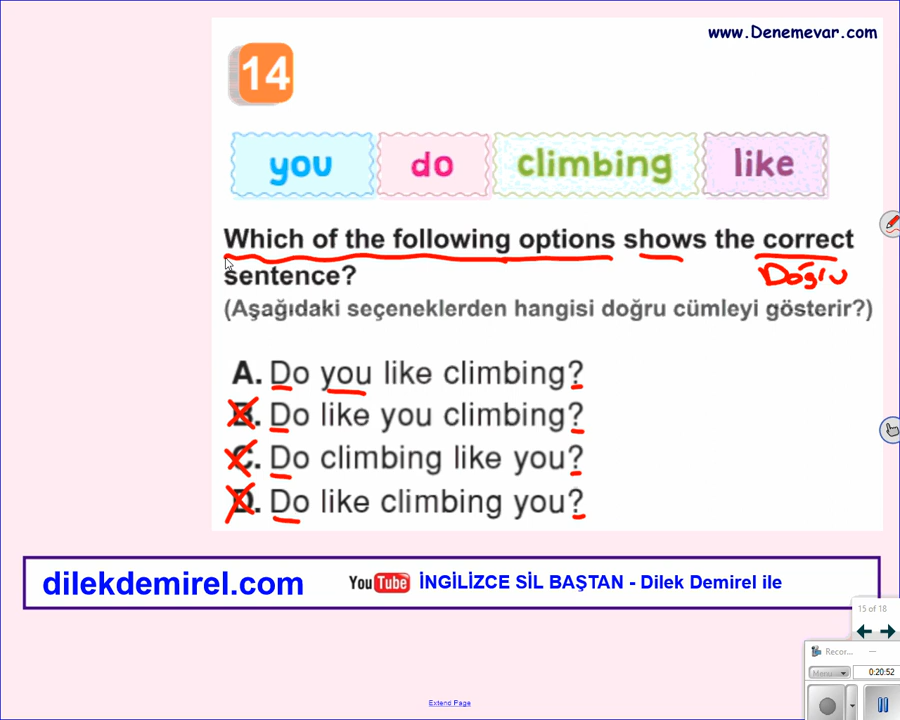 www.Denemevar.com
14
you do climbing like
Which of the following options shows the correct
Doğru
sentence?
(Aşağıdaki seçeneklerden hangisi doğru cümleyi gösterir?)
A. Do you like climbing?
B. Do like you climbing?
C. Do climbing like you?
D. Do like climbing you?
dilekdemirel.com YouTube İNGİLİZCE SİL BAŞTAN - Dilek Demirel ile
15 of 18
Recor...
Menu 0:20:52
Extend Page